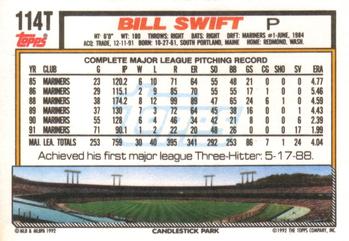 114T
Topps
BILL SWIFT P
HT: 6'0" WT: 180 THROWS: RIGHT BATS: RIGHT DRFT: MARINERS #1-JUNE, 1984
ACQ: TRADE, 12-11-91 BORN: 10-27-61, SOUTH PORTLAND, MAINE HOME: REDMOND, WASH.
COMPLETE MAJOR LEAGUE PITCHING RECORD
YR CLUB G IP W L R ER SO BB GS CG SHO SV ERA
85 MARINERS 23 120.2 6 10 71 64 55 48 21 0 0 0 4.77
86 MARINERS 29 115.1 2 9 85 70 55 55 17 1 0 0 5.46
88 MARINERS 38 174.2 8 12 99 89 47 65 24 6 1 0 4.59
89 MARINERS 37 130 7 3 72 64 45 38 16 0 0 1 4.43
90 MARINERS 55 128 6 4 46 34 42 21 8 0 0 6 2.39
91 MARINERS 71 90.1 1 2 22 20 48 26 0 0 0 17 1.99
MAJ. LEA. TOTALS 253 759 30 40 395 341 292 253 86 7 1 24 4.04
Achieved his first major league Three-Hitter: 5-17-88.
© MLB & MLBPA 1992
CANDLESTICK PARK
© 1992 THE TOPPS COMPANY, INC.